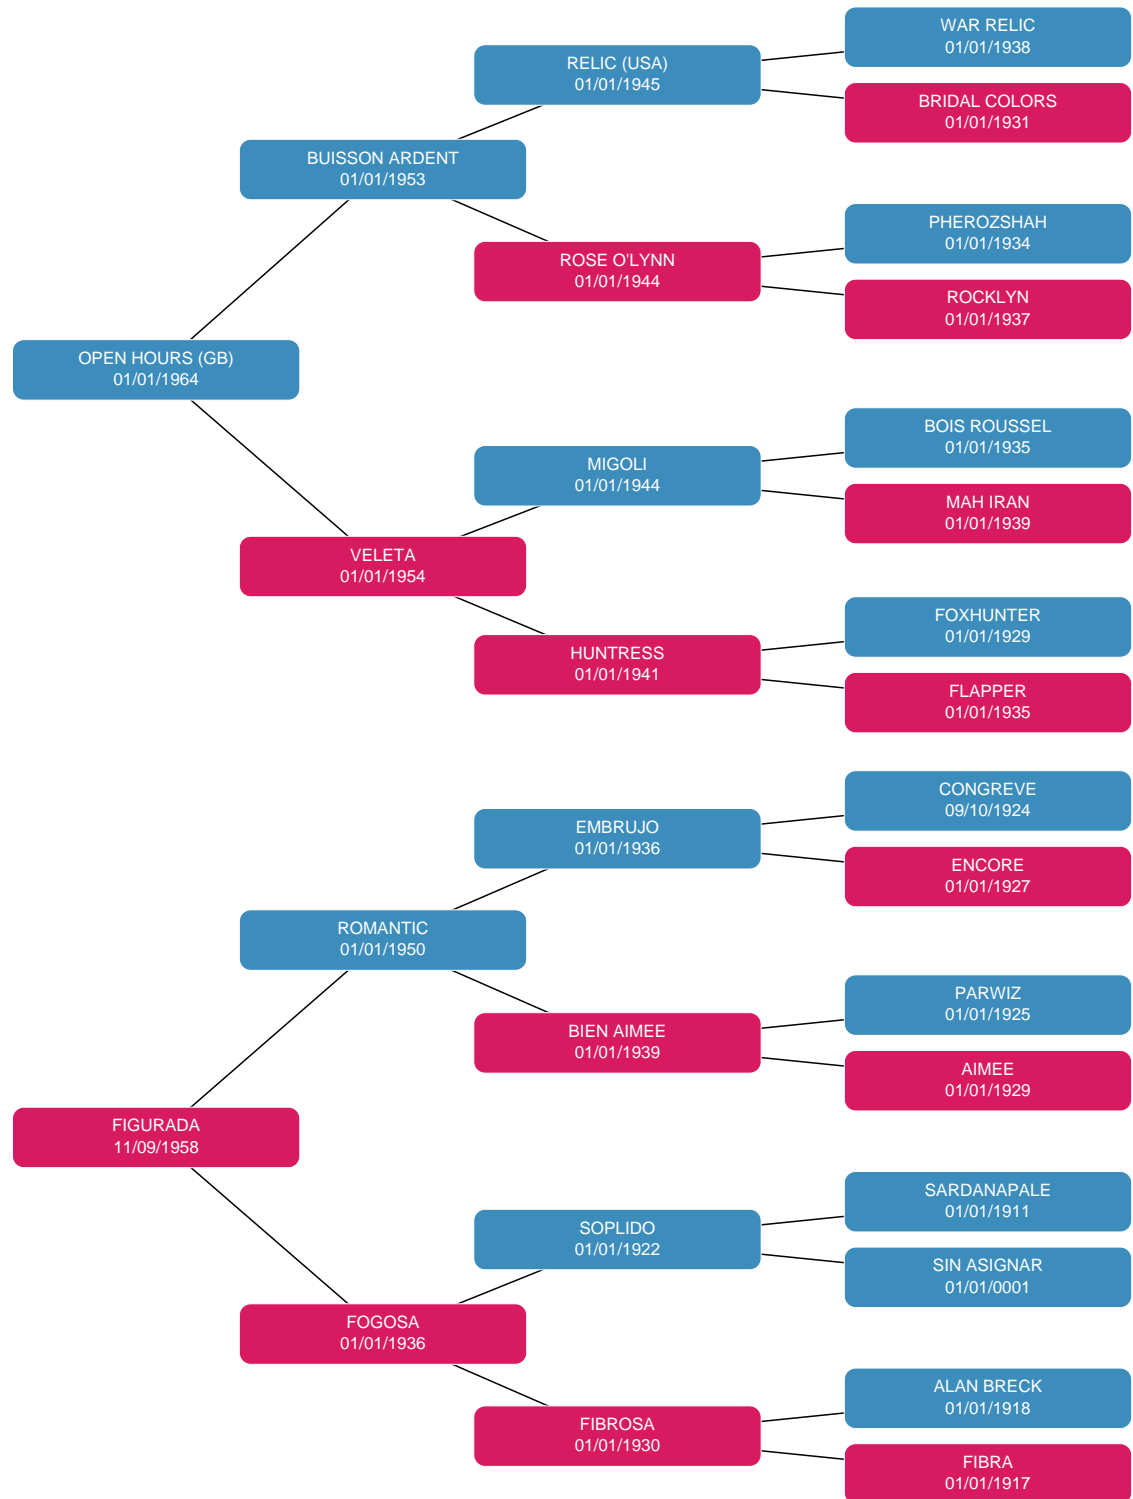 WAR RELIC
01/01/1938
RELIC (USA)
01/01/1945
BRIDAL COLORS
01/01/1931
BUISSON ARDENT
01/01/1953
PHEROZSHAH
01/01/1934
ROSE O'LYNN
01/01/1944
ROCKLYN
01/01/1937
OPEN HOURS (GB)
01/01/1964
BOIS ROUSSEL
01/01/1935
MIGOLI
01/01/1944
MAH IRAN
01/01/1939
VELETA
01/01/1954
FOXHUNTER
01/01/1929
HUNTRESS
01/01/1941
FLAPPER
01/01/1935
CONGREVE
09/10/1924
EMBRUJO
01/01/1936
ENCORE
01/01/1927
ROMANTIC
01/01/1950
PARWIZ
01/01/1925
BIEN AIMEE
01/01/1939
AIMEE
01/01/1929
FIGURADA
11/09/1958
SARDANAPALE
01/01/1911
SOPLIDO
01/01/1922
SIN ASIGNAR
01/01/0001
FOGOSA
01/01/1936
ALAN BRECK
01/01/1918
FIBROSA
01/01/1930
FIBRA
01/01/1917